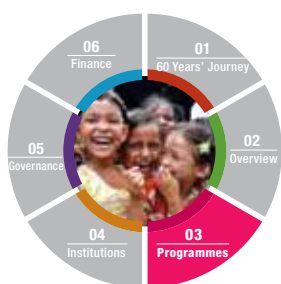 01
60 Years' Journey
02
Overview
03
Programmes
04
Institutions
05
Governance
06
Finance